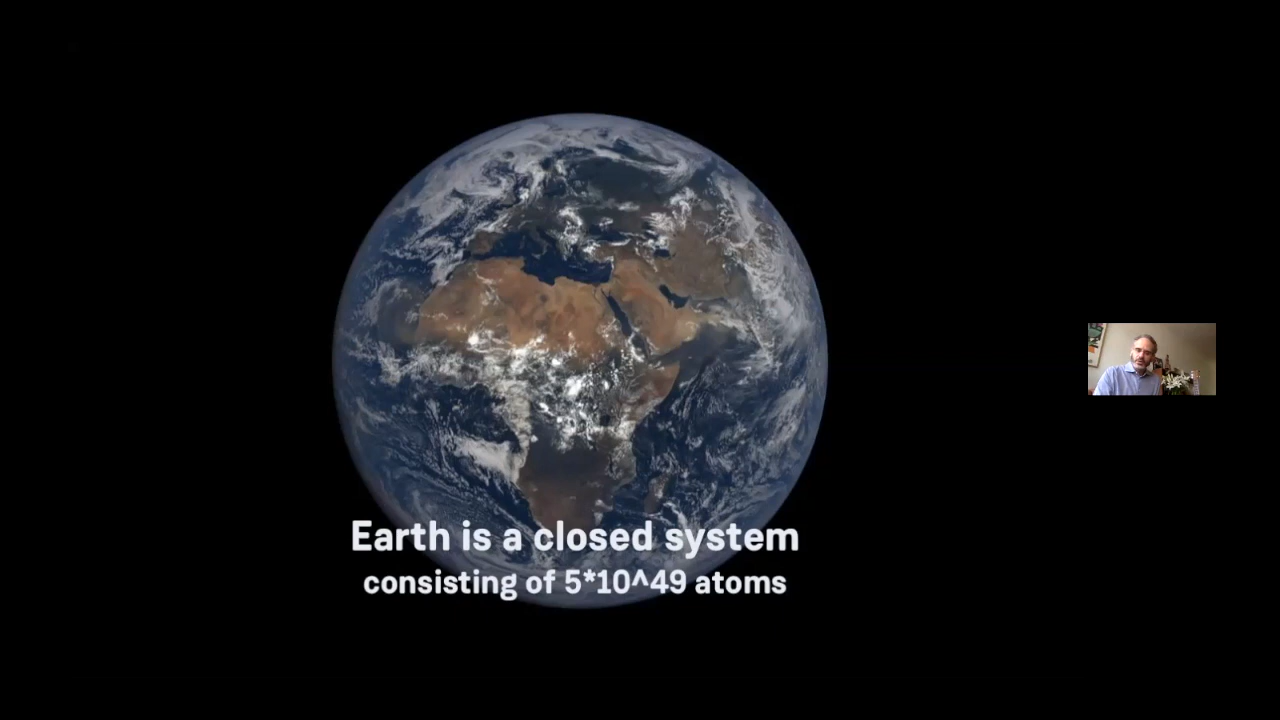 Earth is a closed system
consisting of 5*10^49 atoms